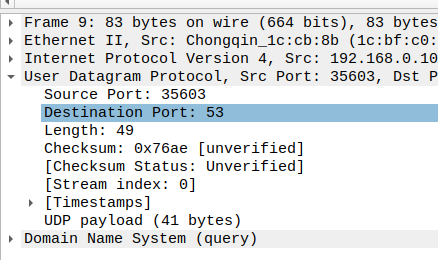 Frame 9: 83 bytes on wire (664 bits), 83 bytes
Ethernet II, Src: Chongqin_1c:cb:8b (1c:bf:c0:
Internet Protocol Version 4, Src: 192.168.0.10
User Datagram Protocol, Src Port: 35603, Dst P
Source Port: 35603
Destination Port: 53
Length: 49
Checksum: 0x76ae [unverified]
[Checksum Status: Unverified]
[Stream index: 0]
[Timestamps]
UDP payload (41 bytes)
Domain Name System (query)